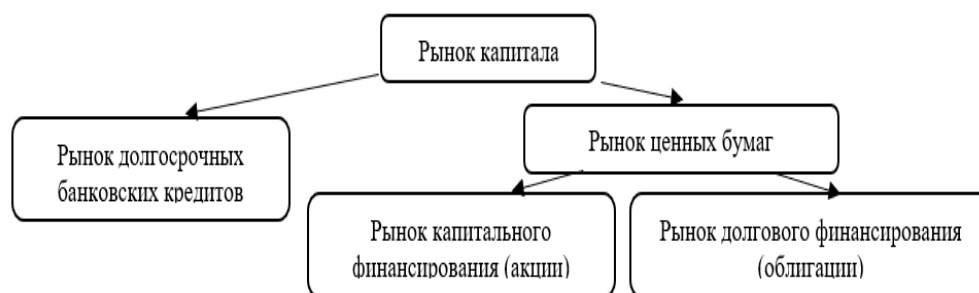 Рынок капитала
Рынок долгосрочных
банковских кредитов
Рынок ценных бумаг
Рынок капитального
финансирования (акции)
Рынок долгового финансирования
(облигации)